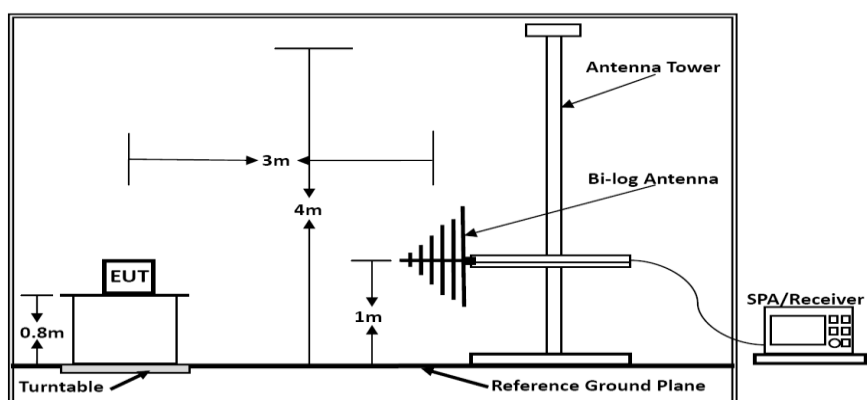 Antenna Tower
3m
Bi-log Antenna
4m
EUT
SPA/Receiver
0.8m
1m
Turntable
Reference Ground Plane